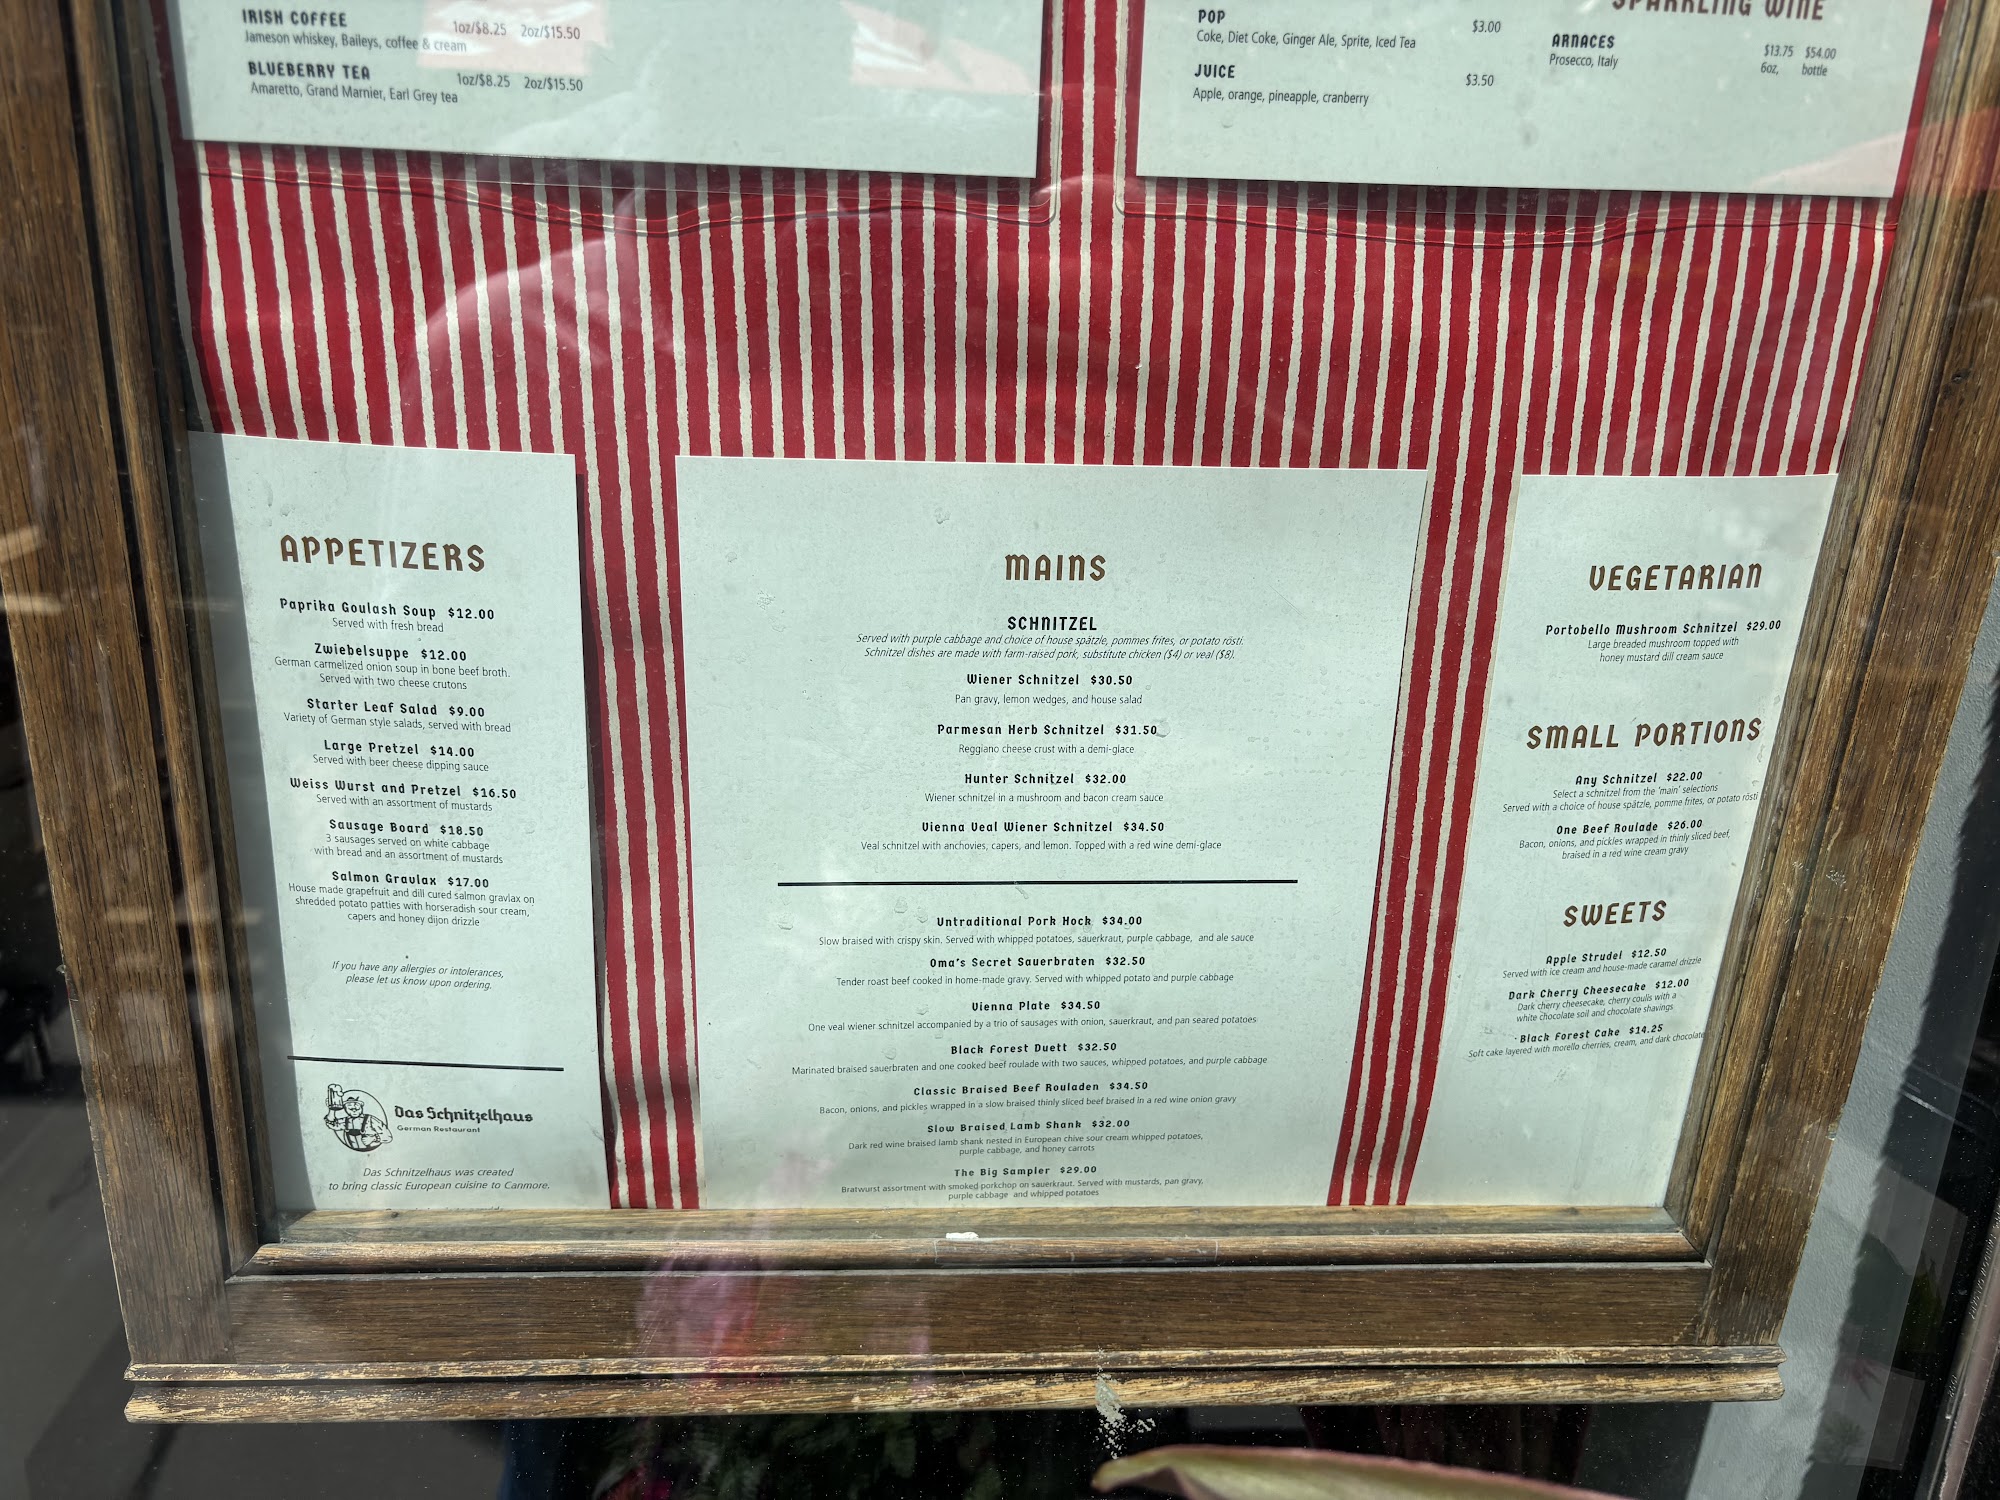 IRISH COFFEE 1oz/$8.25 2oz/$15.50
Jameson whiskey, Baileys, coffee & cream
BLUEBERRY TEA 1oz/$8.25 2oz/$15.50
Amaretto, Grand Marnier, Earl Grey tea
POP $3.00
Coke, Diet Coke, Ginger Ale, Sprite, Iced Tea
JUICE $3.50
Apple, orange, pineapple, cranberry
SPARKLING WINE
ARNACES $13.75 $54.00
Prosecco, Italy 6oz, bottle
APPETIZERS
Paprika Goulash Soup $12.00
Served with fresh bread
Zwiebelsuppe $12.00
German carmelized onion soup in bone beef broth.
Served with two cheese crutons
Starter Leaf Salad $9.00
Variety of German style salads, served with bread
Large Pretzel $14.00
Served with beer cheese dipping sauce
Weiss Wurst and Pretzel $16.50
Served with an assortment of mustards
Sausage Board $18.50
3 sausages served on white cabbage
with bread and an assortment of mustards
Salmon Gravlax $17.00
House made grapefruit and dill cured salmon gravlax on
shredded potato patties with horseradish sour cream,
capers and honey dijon drizzle
If you have any allergies or intolerances,
please let us know upon ordering.
Das Schnitzelhaus
German Restaurant
Das Schnitzelhaus was created
to bring classic European cuisine to Canmore.
MAINS
SCHNITZEL
Served with purple cabbage and choice of house spätzle, pommes frites, or potato rösti.
Schnitzel dishes are made with farm-raised pork, substitute chicken ($4) or veal ($8).
Wiener Schnitzel $30.50
Pan gravy, lemon wedges, and house salad
Parmesan Herb Schnitzel $31.50
Reggiano cheese crust with a demi-glace
Hunter Schnitzel $32.00
Wiener schnitzel in a mushroom and bacon cream sauce
Vienna Veal Wiener Schnitzel $34.50
Veal schnitzel with anchovies, capers, and lemon. Topped with a red wine demi-glace
Untraditional Pork Hock $34.00
Slow braised with crispy skin. Served with whipped potatoes, sauerkraut, purple cabbage, and ale sauce
Oma's Secret Sauerbraten $32.50
Tender roast beef cooked in home-made gravy. Served with whipped potato and purple cabbage
Vienna Plate $34.50
One veal wiener schnitzel accompanied by a trio of sausages with onion, sauerkraut, and pan seared potatoes
Black Forest Duett $32.50
Marinated braised sauerbraten and one cooked beef roulade with two sauces, whipped potatoes, and purple cabbage
Classic Braised Beef Rouladen $34.50
Bacon, onions, and pickles wrapped in a slow braised thinly sliced beef braised in a red wine onion gravy
Slow Braised Lamb Shank $32.00
Dark red wine braised lamb shank nested in European chive sour cream whipped potatoes,
purple cabbage, and honey carrots
The Big Sampler $29.00
Bratwurst assortment with smoked porkchop on sauerkraut. Served with mustards, pan gravy,
purple cabbage and whipped potatoes
VEGETARIAN
Portobello Mushroom Schnitzel $29.00
Large breaded mushroom topped with
honey mustard dill cream sauce
SMALL PORTIONS
Any Schnitzel $22.00
Select a schnitzel from the 'main' selections
Served with a choice of house spätzle, pomme frites, or potato rösti
One Beef Roulade $26.00
Bacon, onions, and pickles wrapped in thinly sliced beef,
braised in a red wine cream gravy
SWEETS
Apple Strudel $12.50
Served with ice cream and house-made caramel drizzle
Dark Cherry Cheesecake $12.00
Dark cherry cheesecake, cherry coulis with a
white chocolate soil and chocolate shavings
Black Forest Cake $14.25
Soft cake layered with morello cherries, cream, and dark chocolate